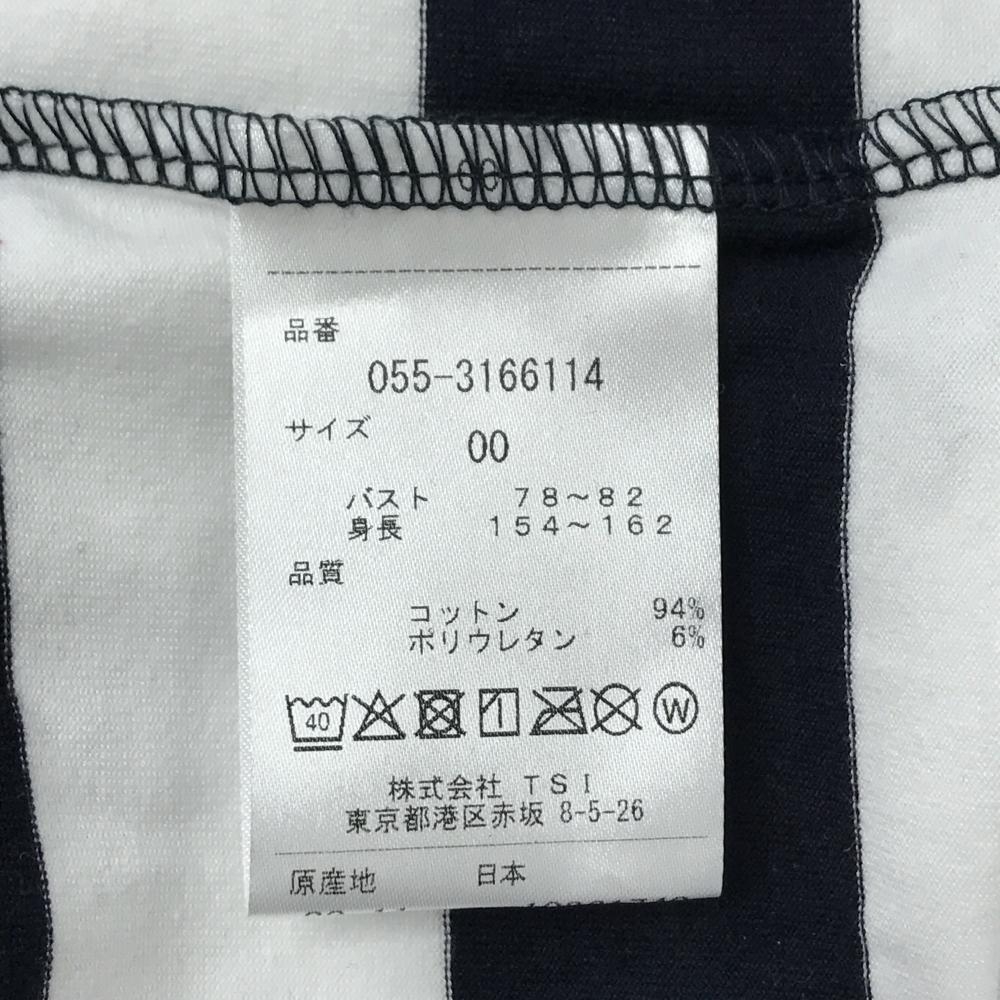 品番
055-3166114
サイズ 00
バスト 78〜82
身長 154〜162
品質
コットン 94%
ポリウレタン 6%
40 W
株式会社 TSI
東京都港区赤坂 8-5-26
原産地 日本